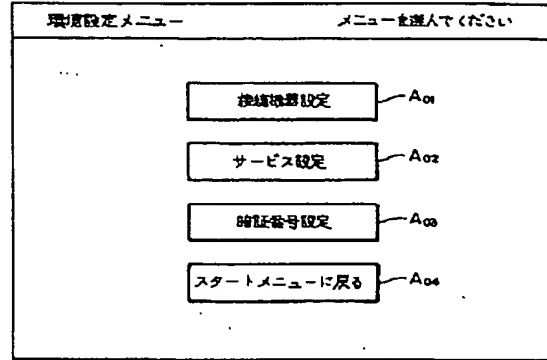 環境設定メニュー メニューを選んでください
接続機器設定 A01
サービス設定 A02
暗証番号設定 A03
スタートメニューに戻る A04